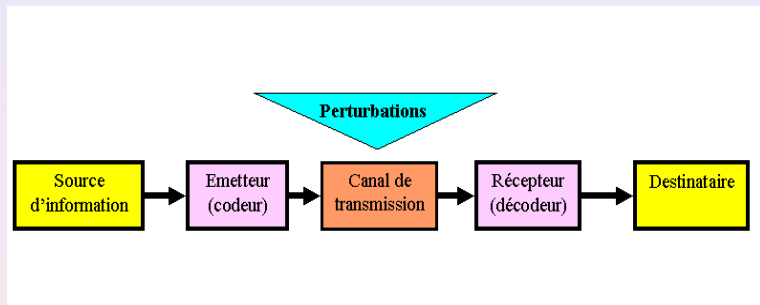 Perturbations
Source
d'information
Emetteur
(codeur)
Canal de
transmission
Récepteur
(décodeur)
Destinataire